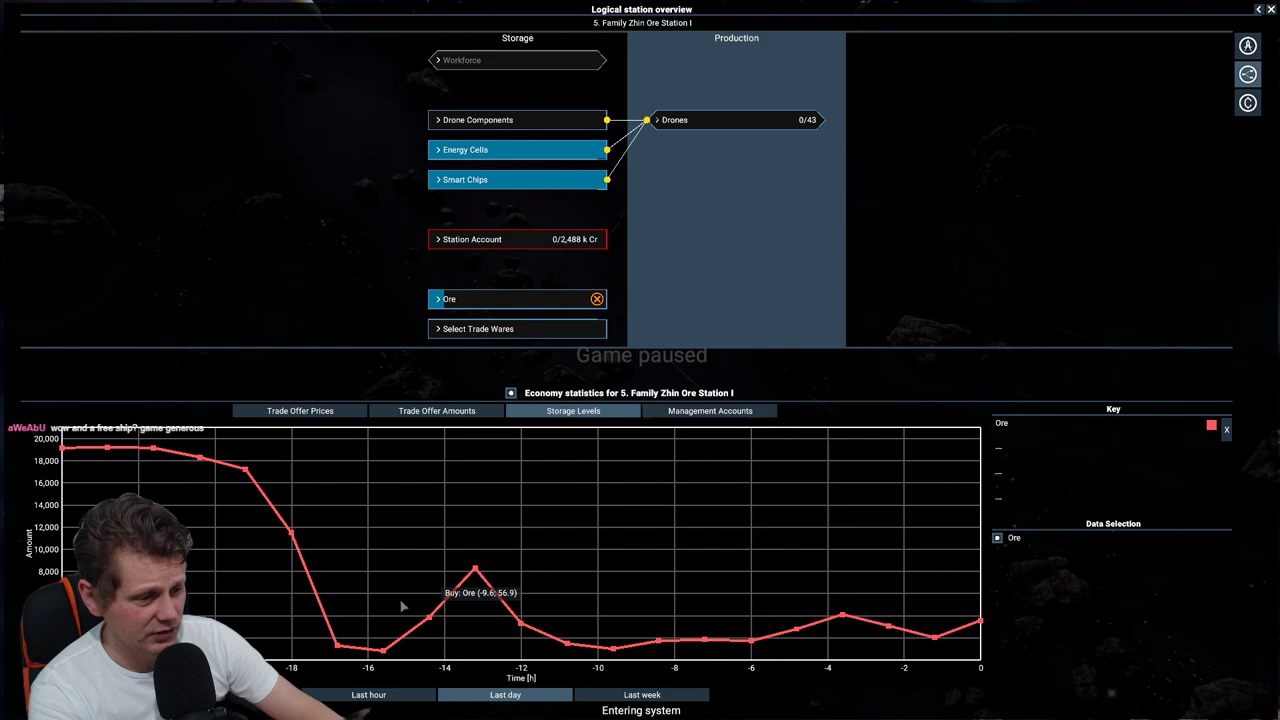 Logical station overview
5. Family Zhin Ore Station I
Storage
Production
Workforce
Drone Components
Drones 0/43
Energy Cells
Smart Chips
Station Account 0/2,488 k Cr
Ore
Select Trade Wares
Game paused
Economy statistics for 5. Family Zhin Ore Station I
Trade Offer Prices
Trade Offer Amounts
Storage Levels
Management Accounts
Key
Ore
X
aWeAbU wow and a free ship? game generous
20,000
18,000
16,000
14,000
12,000
10,000
8,000
Amount
Buy: Ore (-9.6; 56.9)
Data Selection
Ore
-18 -16 -14 -12 -10 -8 -6 -4 -2 0
Time [h]
Last hour
Last day
Last week
Entering system